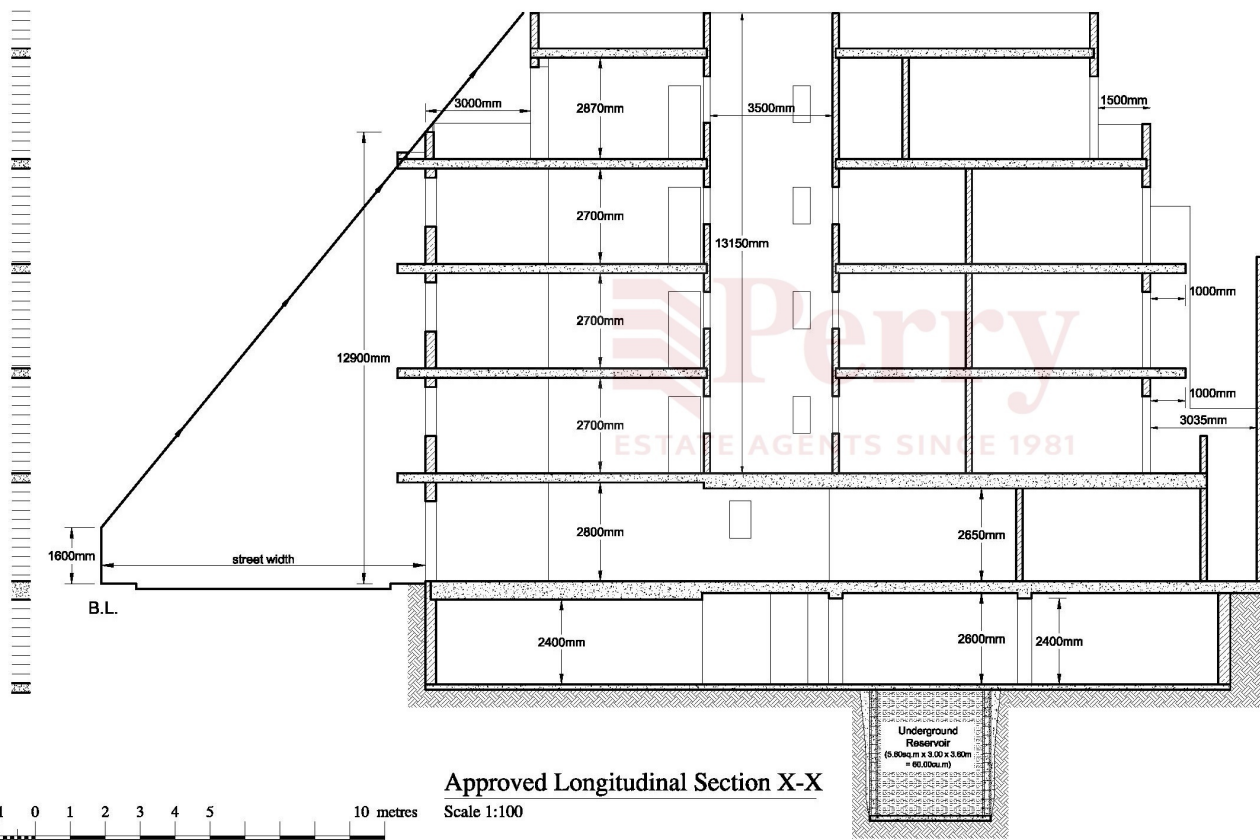 3000mm
2870mm
3500mm
1500mm
2700mm
13150mm
2700mm
1000mm
12900mm
2700mm
1000mm
3035mm
Perry
ESTATE AGENTS SINCE 1981
1600mm
street width
2800mm
2650mm
B.L.
2400mm
2600mm
2400mm
Underground
Reservoir
(5.60sq.m x 3.00 x 3.60m
= 60.00cu.m)
Approved Longitudinal Section X-X
Scale 1:100
1 0 1 2 3 4 5 10 metres